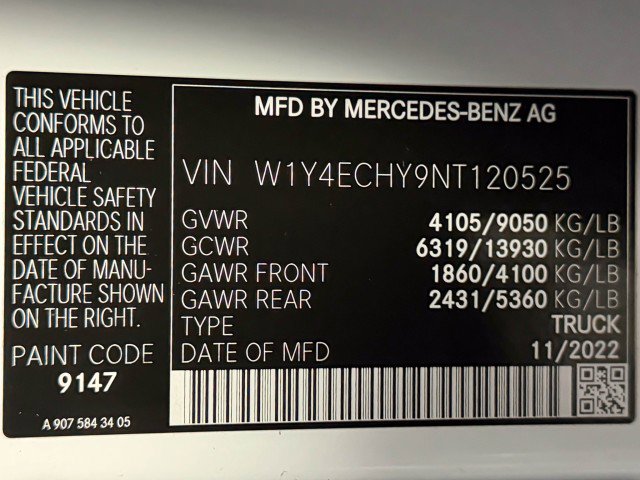 THIS VEHICLE
CONFORMS TO
ALL APPLICABLE
FEDERAL
VEHICLE SAFETY
STANDARDS IN
EFFECT ON THE
DATE OF MANU-
FACTURE SHOWN
ON THE RIGHT.
PAINT CODE
9147
A 907 584 34 05
MFD BY MERCEDES-BENZ AG
VIN W1Y4ECHY9NT120525
GVWR 4105/9050 KG/LB
GCWR 6319/13930 KG/LB
GAWR FRONT 1860/4100 KG/LB
GAWR REAR 2431/5360 KG/LB
TYPE TRUCK
DATE OF MFD 11/2022